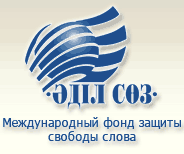 ·ӘДІЛ СӨЗ·
Международный фонд защиты
свободы слова